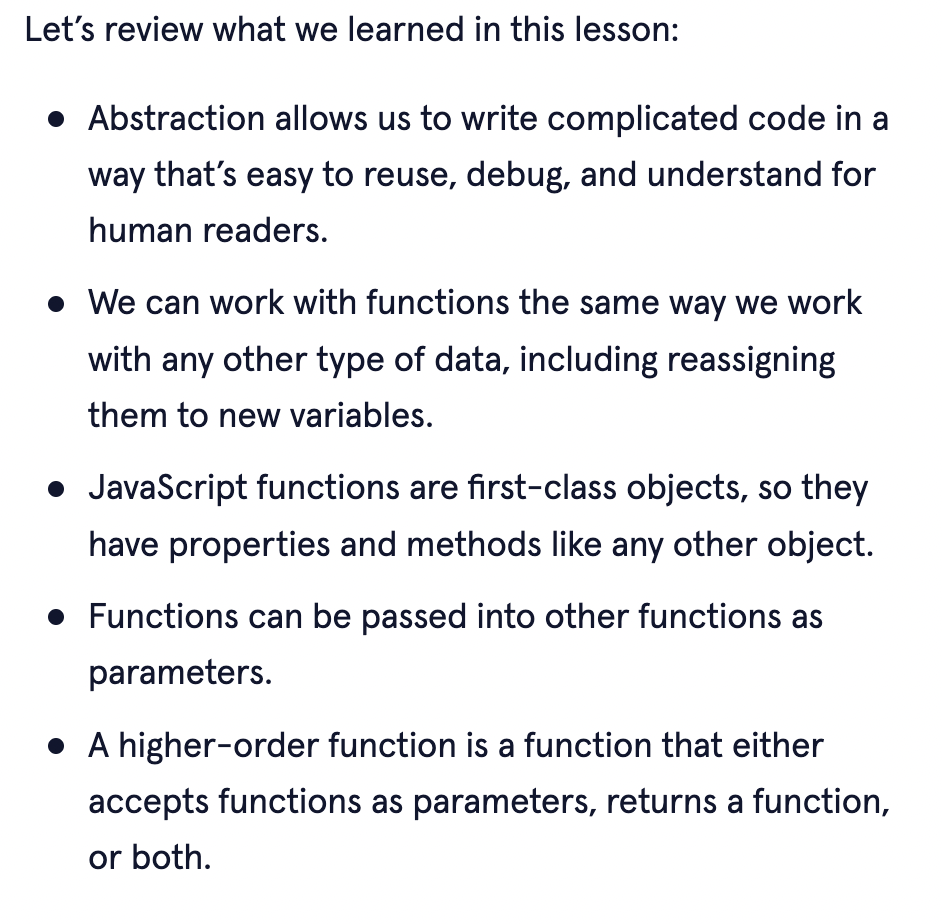 Let’s review what we learned in this lesson:
• Abstraction allows us to write complicated code in a
way that’s easy to reuse, debug, and understand for
human readers.
• We can work with functions the same way we work
with any other type of data, including reassigning
them to new variables.
• JavaScript functions are first-class objects, so they
have properties and methods like any other object.
• Functions can be passed into other functions as
parameters.
• A higher-order function is a function that either
accepts functions as parameters, returns a function,
or both.